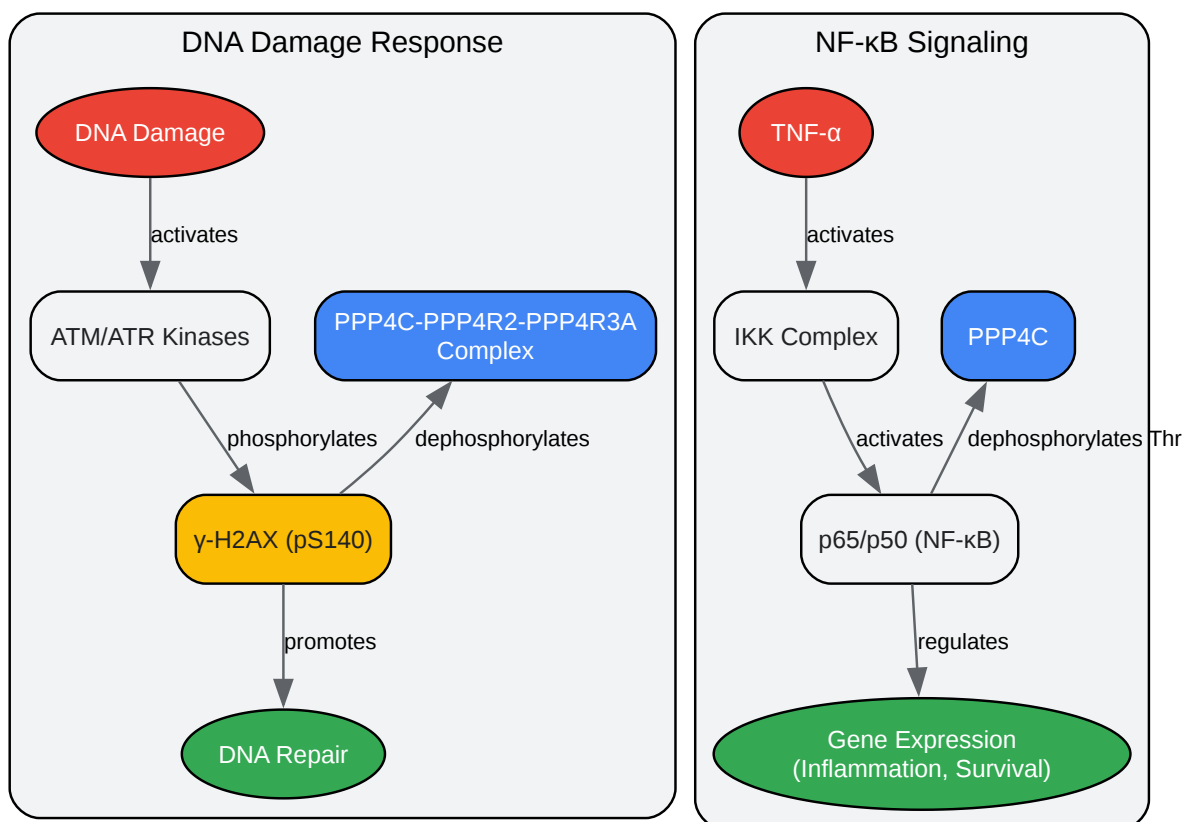 DNA Damage Response
DNA Damage
activates
ATM/ATR Kinases
PPP4C-PPP4R2-PPP4R3A
Complex
phosphorylates
dephosphorylates
γ-H2AX (pS140)
promotes
DNA Repair
NF-κB Signaling
TNF-α
activates
IKK Complex
PPP4C
activates
dephosphorylates Thr
p65/p50 (NF-κB)
regulates
Gene Expression
(Inflammation, Survival)